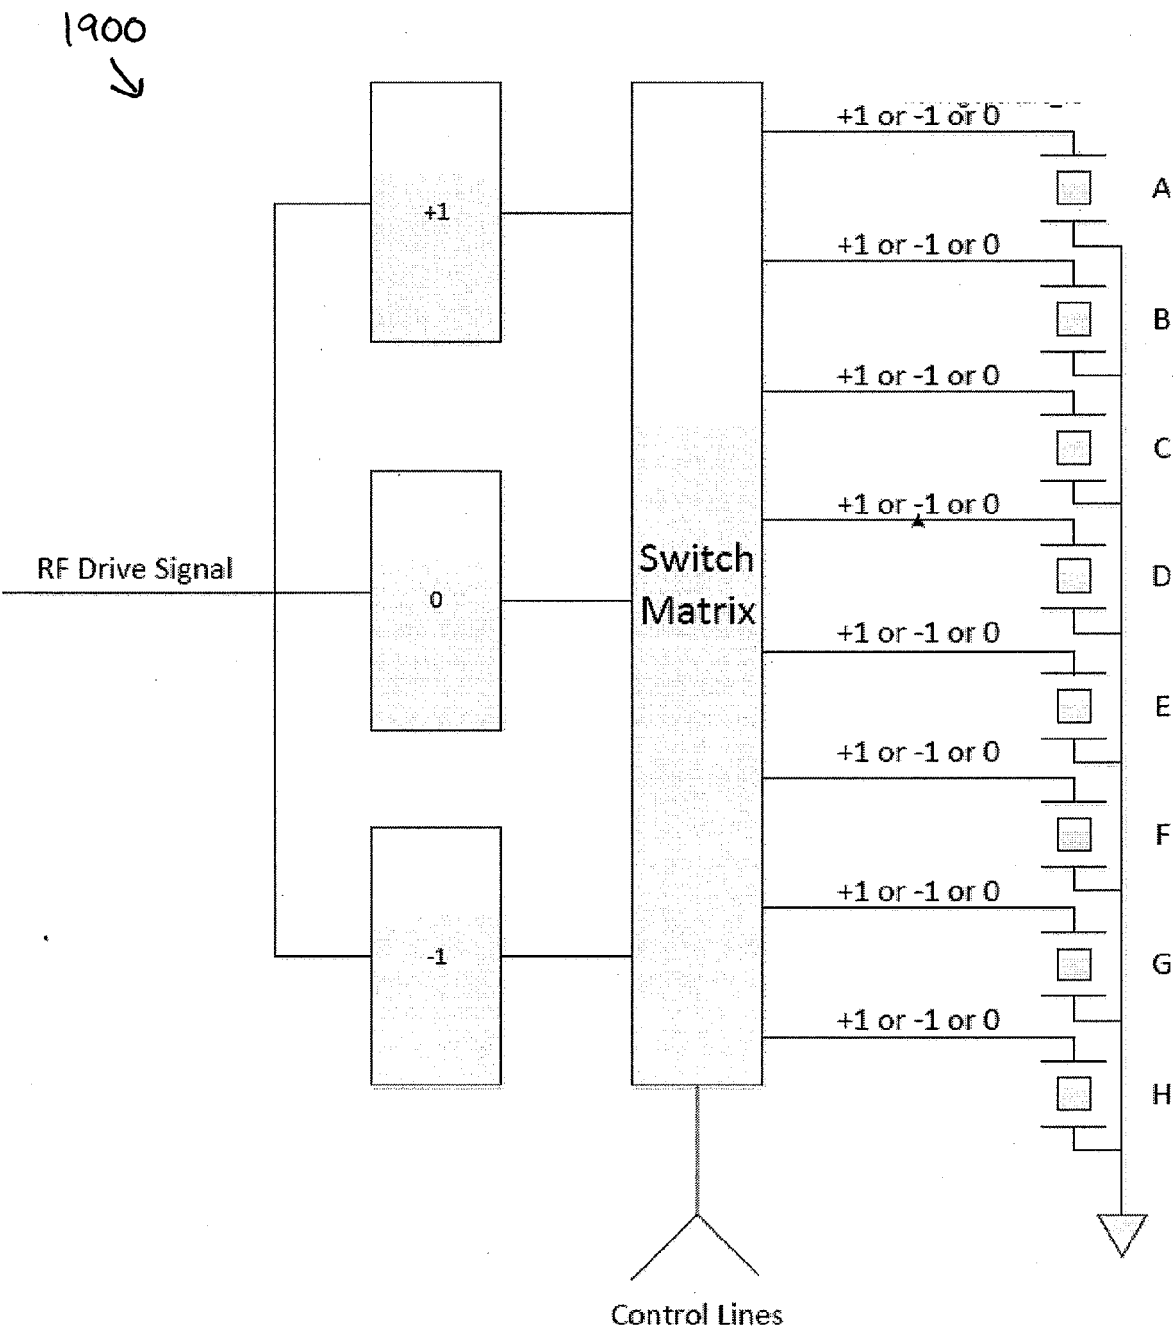 1900
+1 or -1 or 0
A
+1
+1 or -1 or 0
B
+1 or -1 or 0
C
+1 or -1 or 0
D
RF Drive Signal
0
Switch
Matrix
+1 or -1 or 0
E
+1 or -1 or 0
F
+1 or -1 or 0
G
-1
+1 or -1 or 0
H
Control Lines